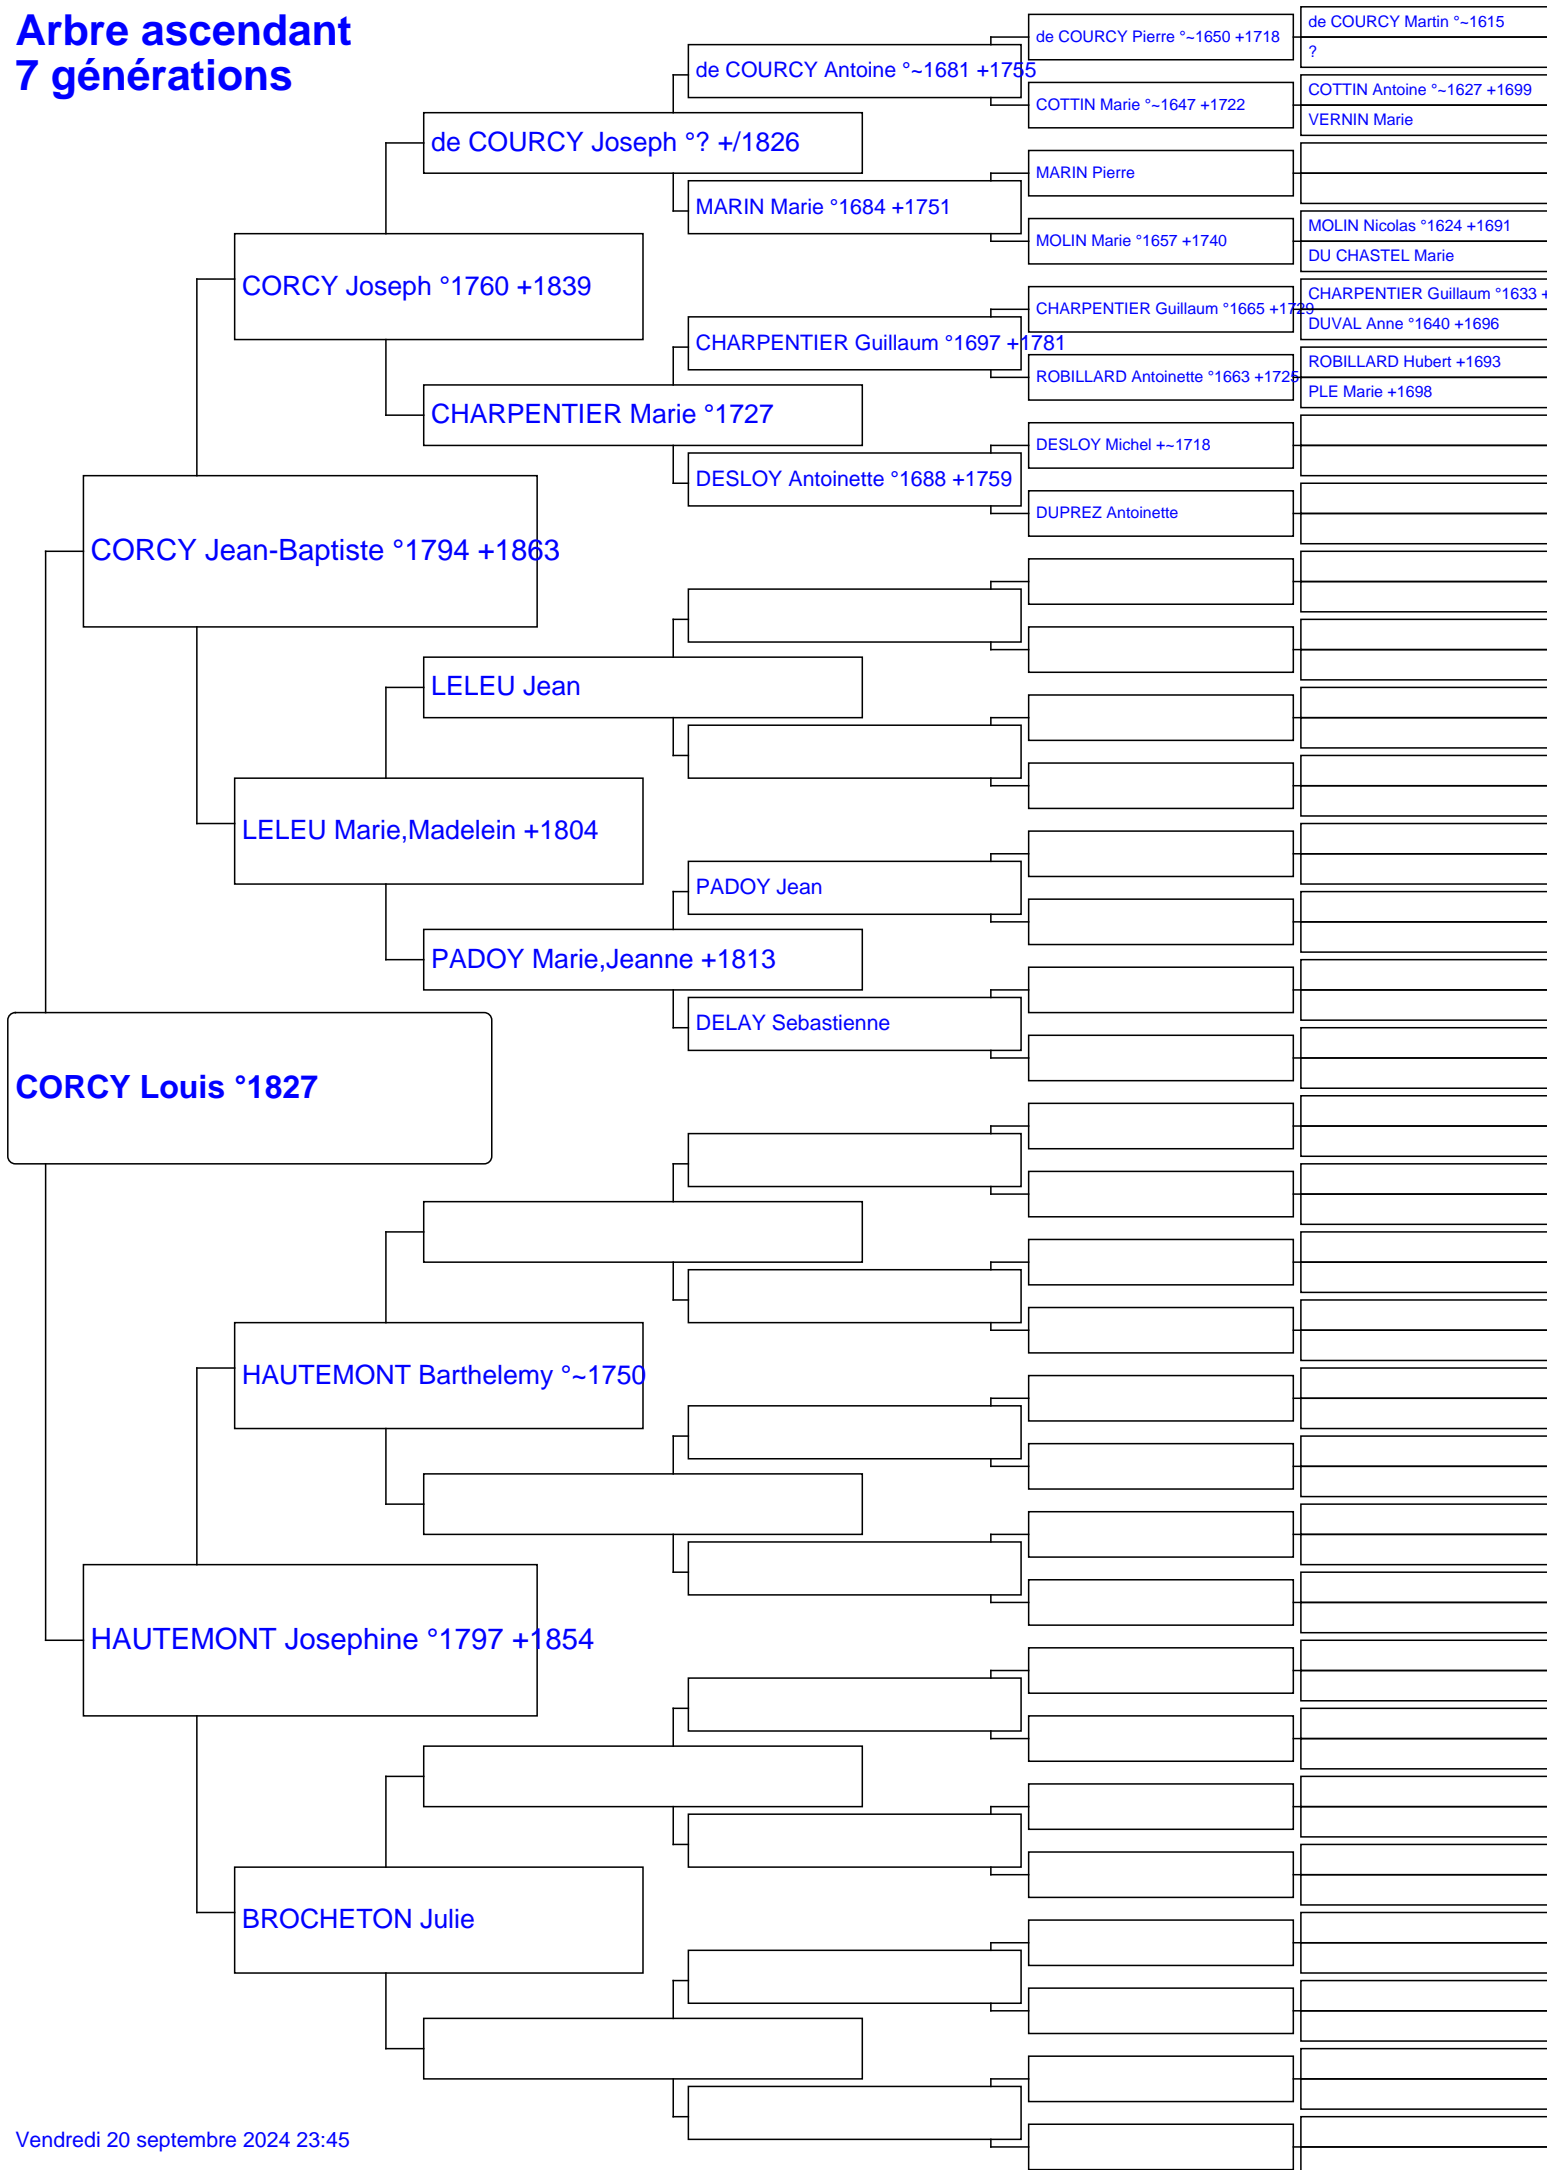 Arbre ascendant
7 générations
de COURCY Martin °~1615
de COURCY Pierre °~1650 +1718
?
de COURCY Antoine °~1681 +1755
COTTIN Antoine °~1627 +1699
COTTIN Marie °~1647 +1722
VERNIN Marie
de COURCY Joseph °? +/1826
MARIN Pierre
MARIN Marie °1684 +1751
MOLIN Nicolas °1624 +1691
MOLIN Marie °1657 +1740
DU CHASTEL Marie
CORCY Joseph °1760 +1839
CHARPENTIER Guillaum °1633 +
CHARPENTIER Guillaum °1665 +1729
DUVAL Anne °1640 +1696
CHARPENTIER Guillaum °1697 +1781
ROBILLARD Hubert +1693
ROBILLARD Antoinette °1663 +1725
PLE Marie +1698
CHARPENTIER Marie °1727
DESLOY Michel +~1718
DESLOY Antoinette °1688 +1759
DUPREZ Antoinette
CORCY Jean-Baptiste °1794 +1863
LELEU Jean
LELEU Marie,Madelein +1804
PADOY Jean
PADOY Marie,Jeanne +1813
DELAY Sebastienne
CORCY Louis °1827
HAUTEMONT Barthelemy °~1750
HAUTEMONT Josephine °1797 +1854
BROCHETON Julie
Vendredi 20 septembre 2024 23:45